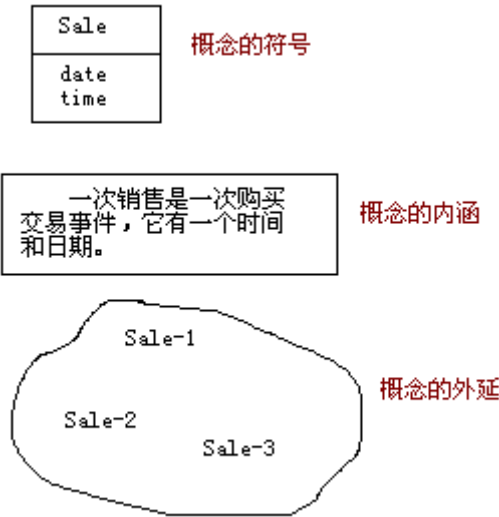 Sale
概念的符号
date
time
一次销售是一次购买
交易事件，它有一个时间
和日期。
概念的内涵
Sale-1
概念的外延
Sale-2
Sale-3